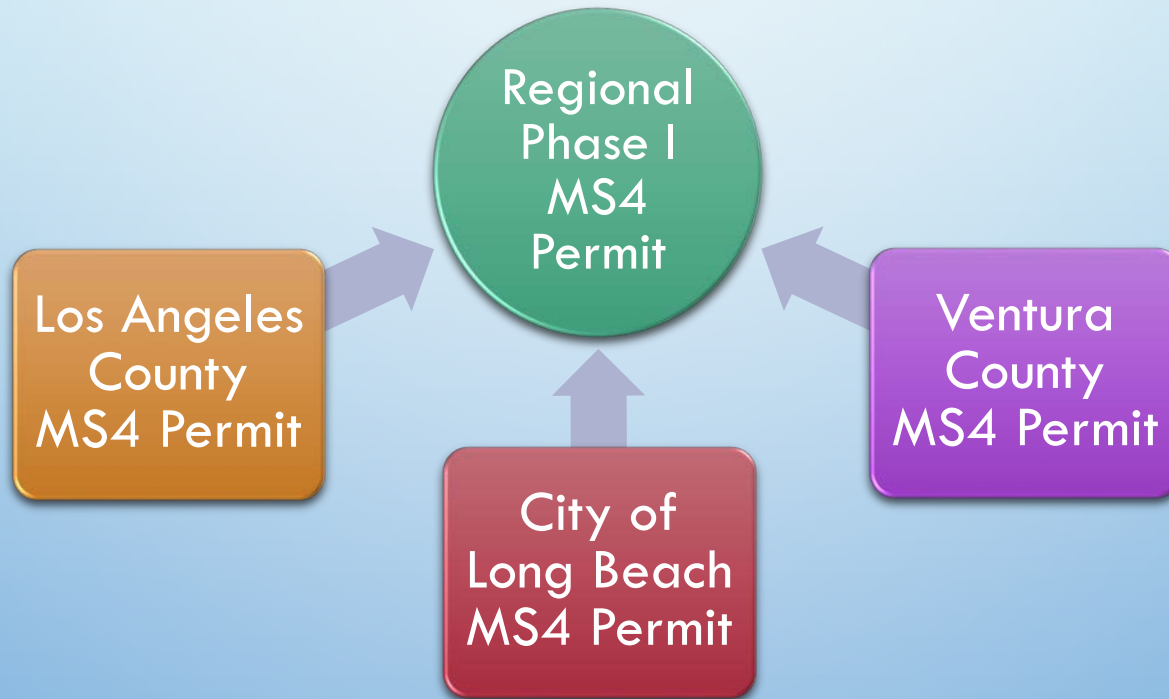 Regional
Phase I
MS4
Permit
Los Angeles
County
MS4 Permit
City of
Long Beach
MS4 Permit
Ventura
County
MS4 Permit